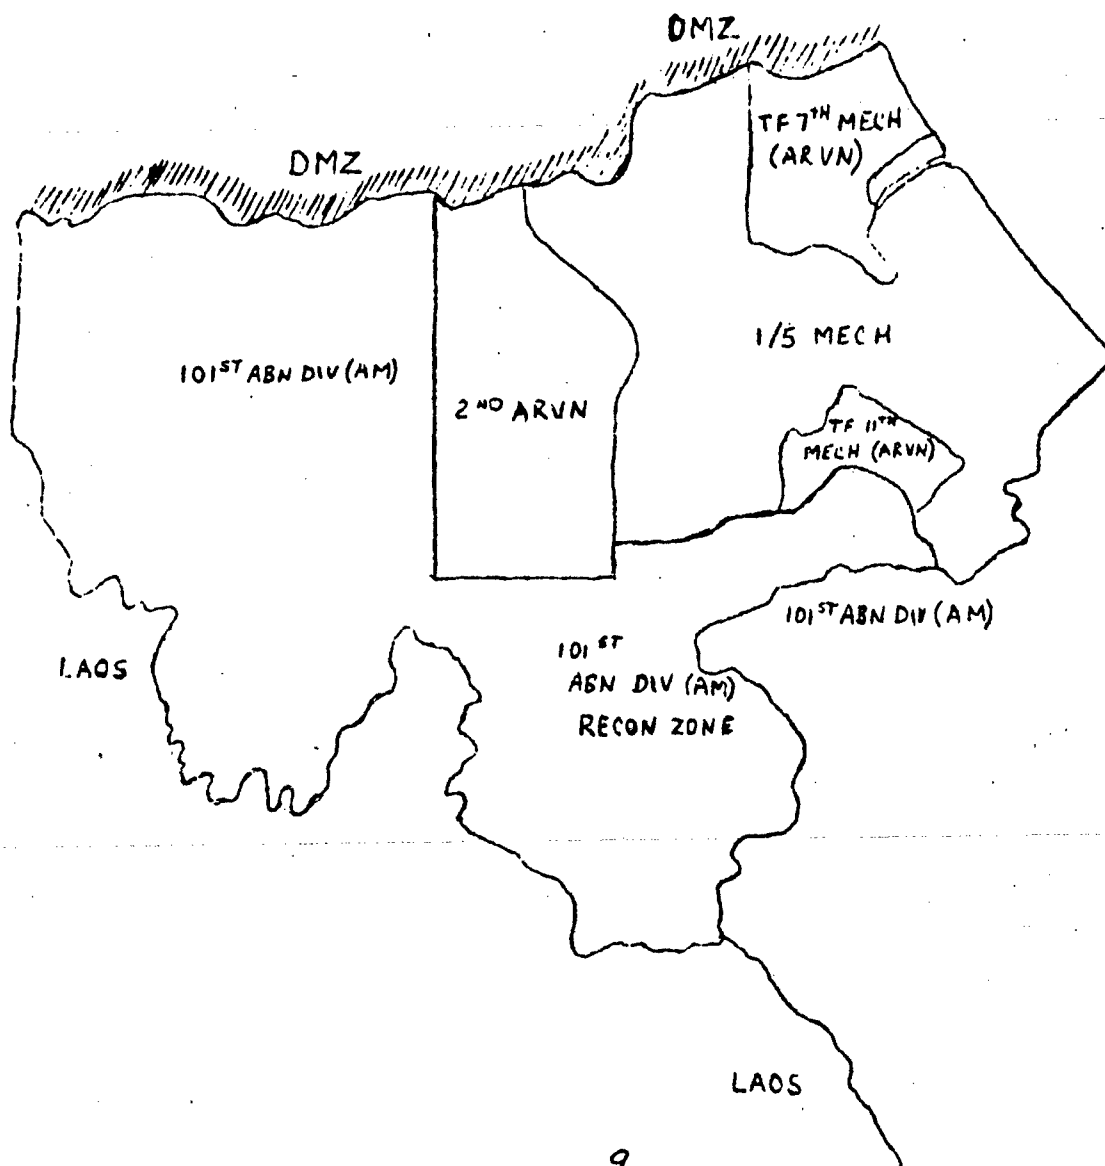 DMZ
DMZ
TF 7TH MECH
(ARVN)
1/5 MECH
101ST ABN DIV (AM)
2ND ARVN
TF 11TH
MECH (ARVN)
101ST ABN DIV (AM)
101ST
ABN DIV (AM)
RECON ZONE
LAOS
LAOS
9